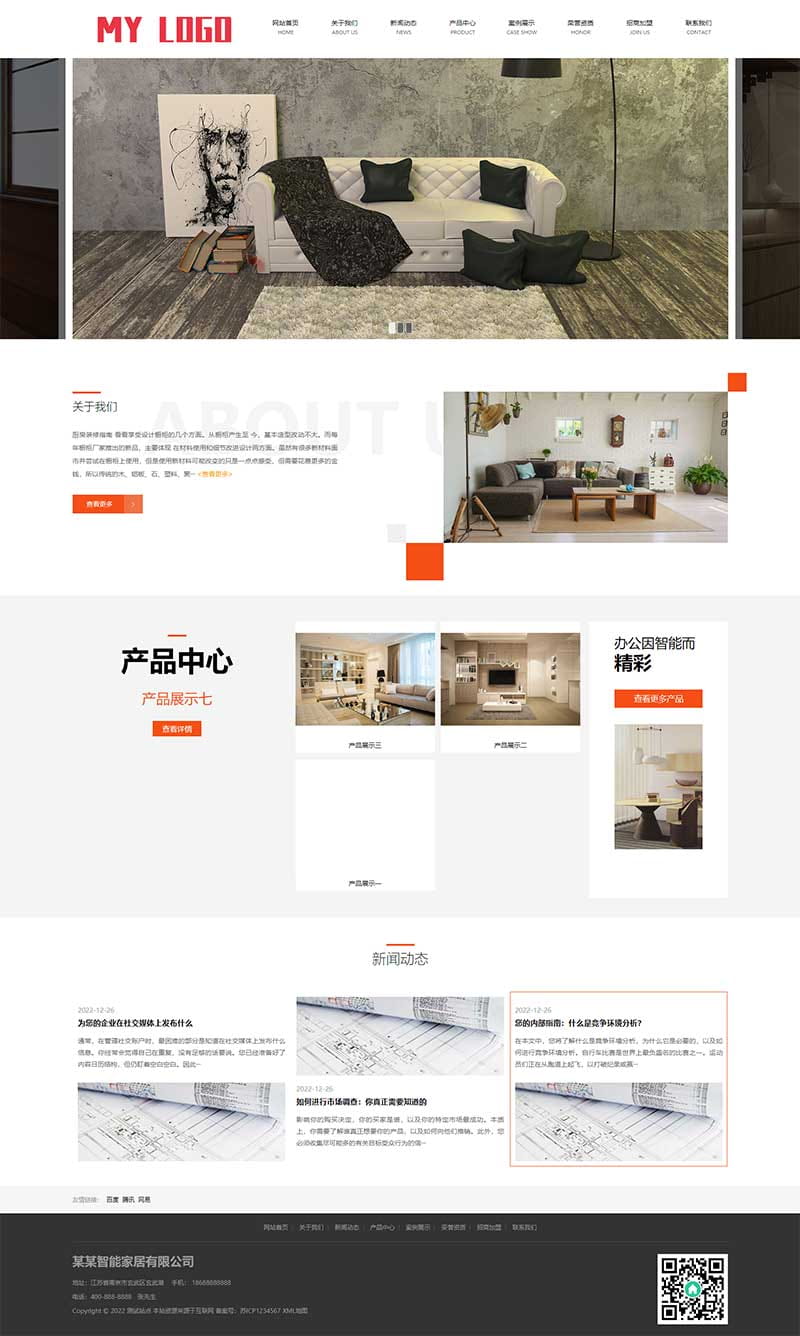 MY LOGO
网站首页 关于我们 新闻动态 产品中心 案例展示 荣誉资质 招商加盟 联系我们
HOME ABOUT US NEWS PRODUCT CASE SHOW HONOR JOIN US CONTACT
ABOUT U
关于我们
厨房装修指南 看看享受设计橱柜的几个方面。从橱柜产生至 今，基本造型改动不大。而每
年橱柜厂家推出的新品，主要体现 在材料使用和细节改进设计两方面。虽然有很多新材料面
市并尝试在橱柜上使用，但是使用新材料可能改变的只是一点点感受，但需要花费更多的金
钱，所以传统的木、铝板、石、塑料、聚··· <查看更多>
查看更多 >
产品中心
产品展示七
查看详情
产品展示三
产品展示二
产品展示一
办公因智能而
精彩
查看更多产品
新闻动态
2022-12-26
为您的企业在社交媒体上发布什么
通常，在管理社交账户时，最困难的部分是知道在社交媒体上发布什么
信息。你经常会觉得自己在重复，没有足够的话要说。您已经准备好了
内容日历结构，但仍盯着空白空白。因此···
2022-12-26
如何进行市场调查：你真正需要知道的
影响你的购买决定，你的买家是谁，以及你的特定市场景成功。本质
上，你需要了解谁真正想要你的产品，以及如何向他们推销。此外，您
必须收集尽可能多的有关目标受众行为的信···
2022-12-26
您的内部指南：什么是竞争环境分析？
在本文中，您将了解什么是竞争环境分析，为什么它是必要的，以及如
何进行竞争环境分析。自行车比赛是世界上最负盛名的比赛之一。运动
员们正在从跑道上起飞，以打破纪录或赢···
友情链接： 百度 腾讯 网易
网站首页 | 关于我们 | 新闻动态 | 产品中心 | 案例展示 | 荣誉资质 | 招商加盟 | 联系我们
某某智能家居有限公司
地址：江苏省南京市玄武区玄武湖 手机： 18688888888
电话：400-888-8888 张先生
Copyright © 2022 测试站点 本站资源来源于互联网 备案号：苏ICP1234567 XML地图